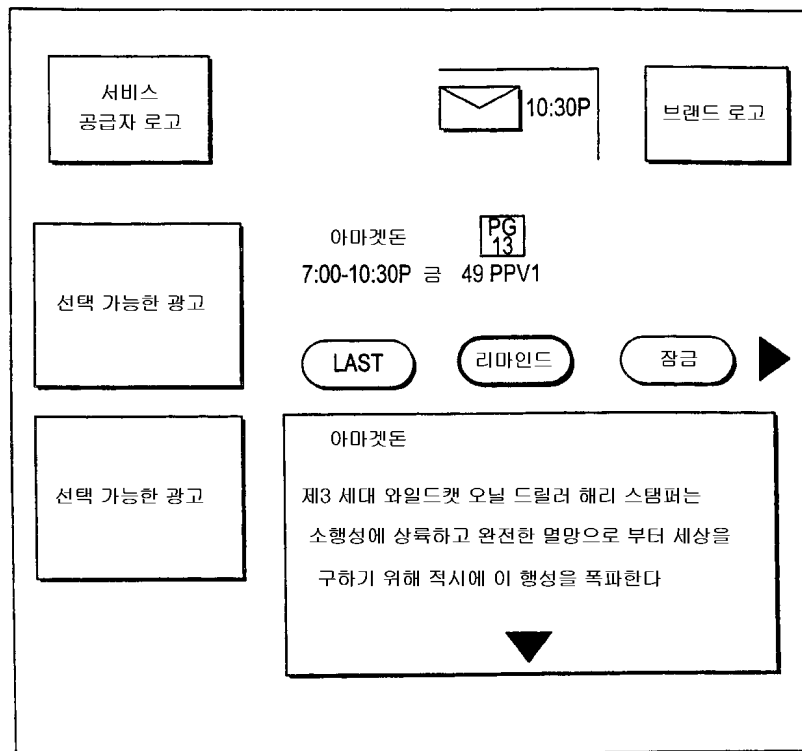 서비스
공급자 로고
10:30P
브랜드 로고
아마겟돈
PG
13
7:00-10:30P 금 49 PPV1
선택 가능한 광고
LAST
리마인드
잠금
선택 가능한 광고
아마겟돈
제3 세대 와일드캣 오닐 드릴러 해리 스탬퍼는
소행성에 상륙하고 완전한 멸망으로 부터 세상을
구하기 위해 적시에 이 행성을 폭파한다